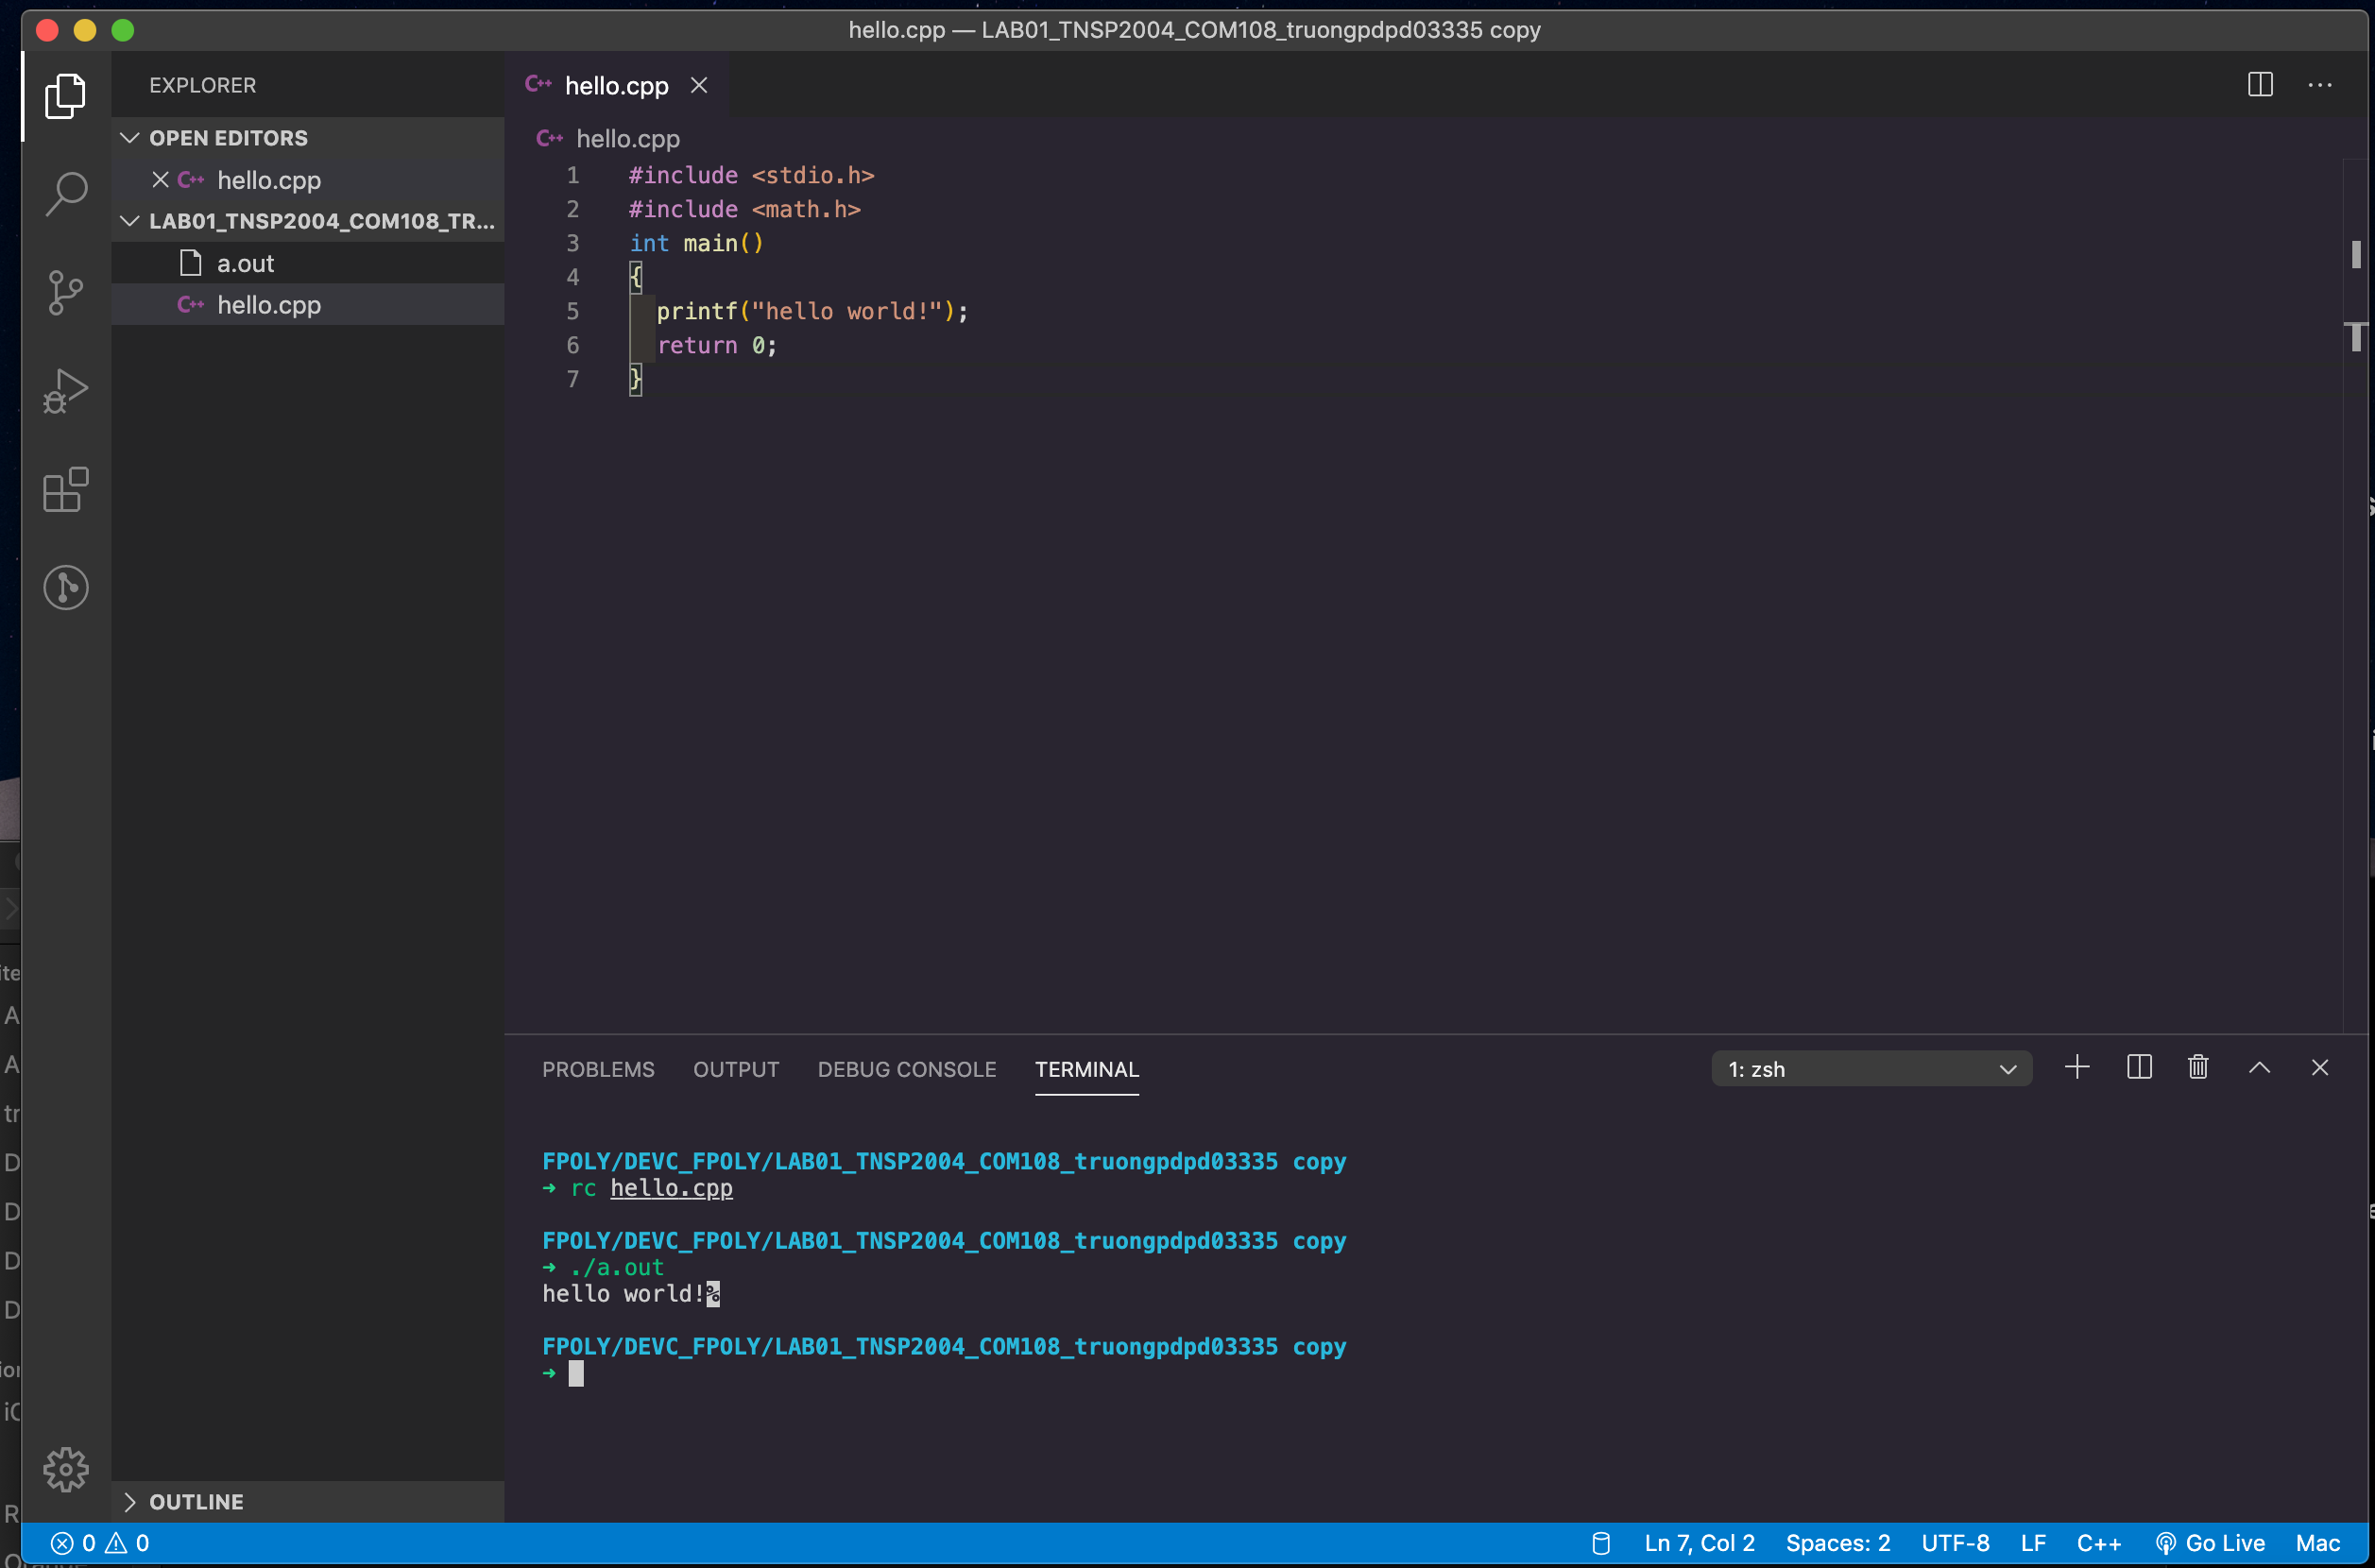 hello.cpp — LAB01_TNSP2004_COM108_truongpdpd03335 copy
EXPLORER
OPEN EDITORS
C++ hello.cpp
LAB01_TNSP2004_COM108_TR...
a.out
C++ hello.cpp
OUTLINE
C++ hello.cpp
C++ hello.cpp
1 #include <stdio.h>
2 #include <math.h>
3 int main()
4 {
5 printf("hello world!");
6 return 0;
7 }
PROBLEMS OUTPUT DEBUG CONSOLE TERMINAL 1: zsh
FPOLY/DEVC_FPOLY/LAB01_TNSP2004_COM108_truongpdpd03335 copy
➜ rc hello.cpp
FPOLY/DEVC_FPOLY/LAB01_TNSP2004_COM108_truongpdpd03335 copy
➜ ./a.out
hello world!%
FPOLY/DEVC_FPOLY/LAB01_TNSP2004_COM108_truongpdpd03335 copy
➜
0 0 Ln 7, Col 2 Spaces: 2 UTF-8 LF C++ Go Live Mac